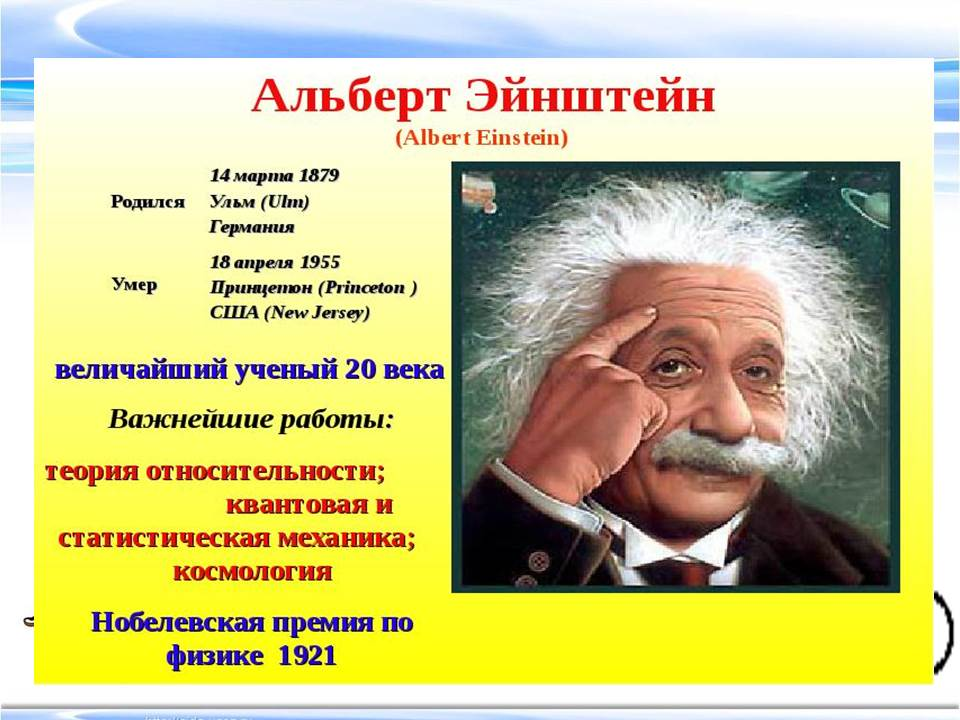 Альберт Эйнштейн
(Albert Einstein)
Родился
14 марта 1879
Ульм (Ulm)
Германия
Умер
18 апреля 1955
Принцетон (Princeton )
США (New Jersey)
величайший ученый 20 века
Важнейшие работы:
теория относительности;
квантовая и
статистическая механика;
космология
Нобелевская премия по
физике 1921